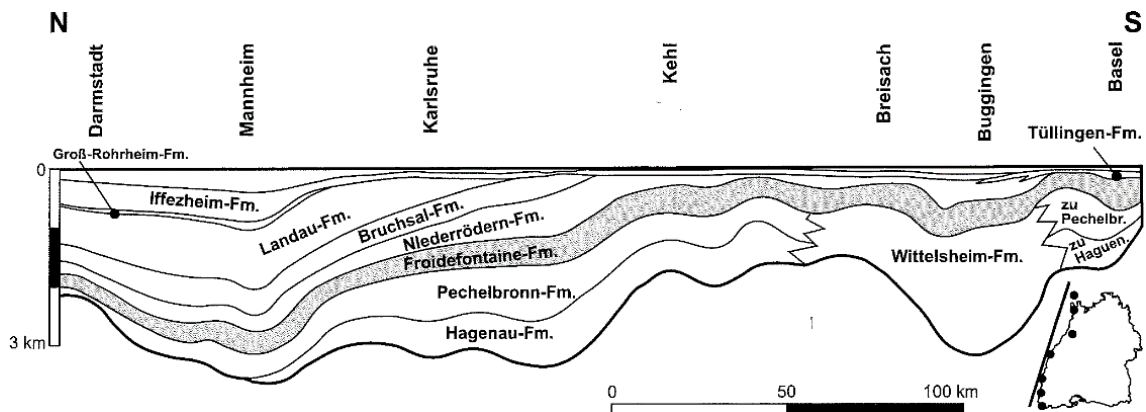 N
S
Darmstadt
Mannheim
Karlsruhe
Kehl
Breisach
Buggingen
Basel
Groß-Rohrheim-Fm.
Tüllingen-Fm.
0
Iffezheim-Fm.
Landau-Fm.
Bruchsal-Fm.
Niederrödern-Fm.
Froidefontaine-Fm.
Pechelbronn-Fm.
Hagenau-Fm.
Wittelsheim-Fm.
zu
Pechelbr.
zu
Haguen.
3 km
0
50
100 km